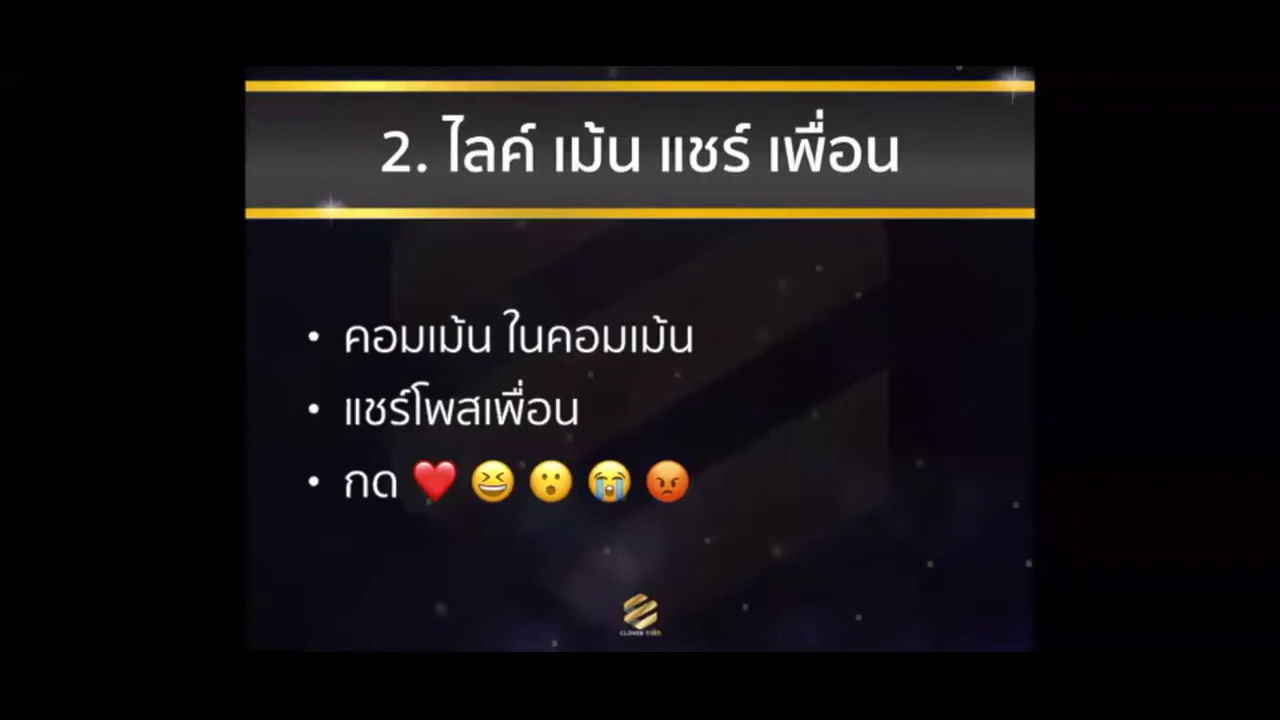 2. ไลค์ เม้น แชร์ เพื่อน
• คอมเม้น ในคอมเม้น
• แชร์โพสเพื่อน
• กด ❤️ 😆 😮 😭 😡
CLOVER